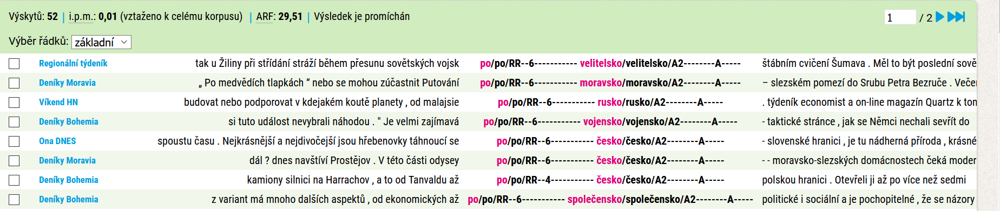 Výskytů: 52 | i.p.m.: 0,01 (vztaženo k celému korpusu) | ARF: 29,51 | Výsledek je promíchán 1 / 2
Výběr řádků: základní
Regionální týdeník tak u Žiliny při střídání stráží během přesunu sovětských vojsk po/po/RR--6----------- velitelsko/velitelsko/A2--------A----- štábním cvičení Šumava . Měl to být poslední sově
Deníky Moravia „ Po medvědích tlapkách “ nebo se mohou zúčastnit Putování po/po/RR--6----------- moravsko/moravsko/A2--------A----- – slezském pomezí do Srubu Petra Bezruče . Večer
Víkend HN budovat nebo podporovat v kdejakém koutě planety , od malajsie po/po/RR--6----------- rusko/rusko/A2--------A----- . týdeník economist a on-line magazín Quartz k tom
Deníky Bohemia si tuto událost nevybrali náhodou . " Je velmi zajímavá po/po/RR--6----------- vojensko/vojensko/A2--------A----- - taktické stránce , jak se Němci nechali sevřít do
Ona DNES spoustu času . Nejkrásnější a nejdivočejší jsou hřebenovky táhnoucí se po/po/RR--6----------- česko/česko/A2--------A----- - slovenské hranici , je tu nádherná příroda , krásné
Deníky Moravia dál ? dnes navštíví Prostějov . V této části odysey po/po/RR--6----------- česko/česko/A2--------A----- - - moravsko-slezských domácnostech čeká moder
Deníky Bohemia kamiony silnici na Harrachov , a to od Tanvaldu až po/po/RR--4----------- česko/česko/A2--------A----- polskou hranici . Otevřeli ji až po více než sedmi
Deníky Bohemia z variant má mnoho dalších aspektů , od ekonomických až po/po/RR--6----------- společensko/společensko/A2--------A----- politické i sociální a je pochopitelné , že se názory